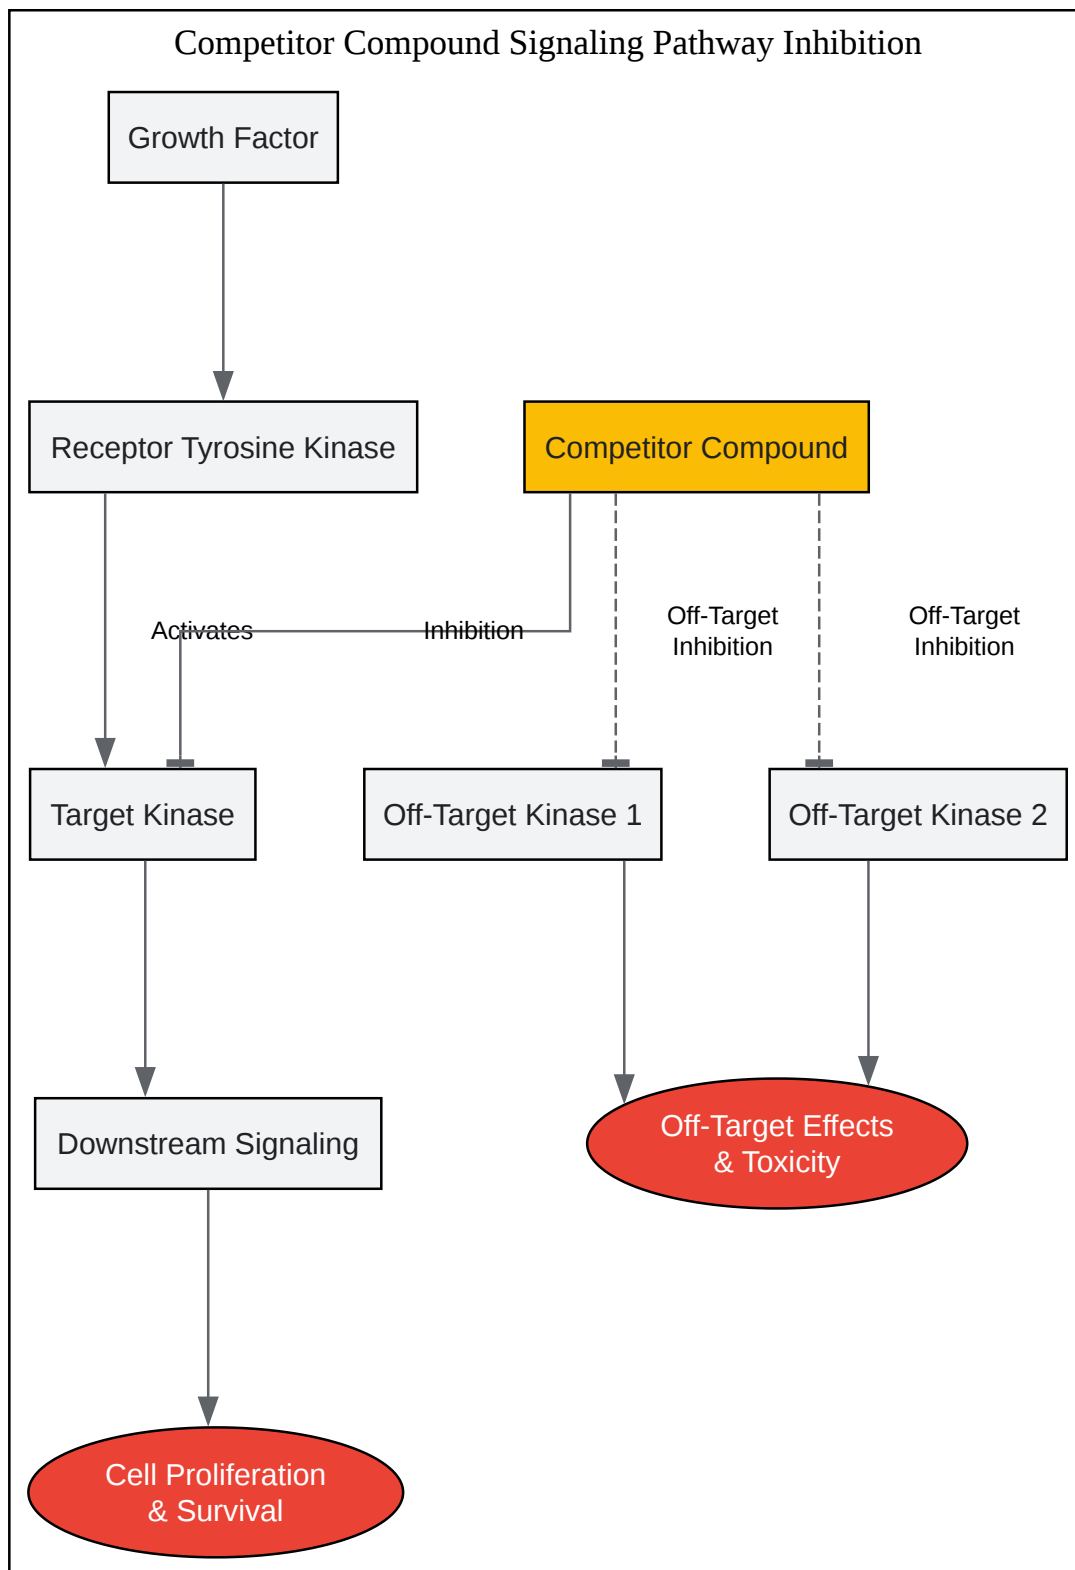 Competitor Compound Signaling Pathway Inhibition
Growth Factor
Receptor Tyrosine Kinase
Competitor Compound
Activates
Inhibition
Off-Target
Inhibition
Off-Target
Inhibition
Target Kinase
Off-Target Kinase 1
Off-Target Kinase 2
Downstream Signaling
Off-Target Effects
& Toxicity
Cell Proliferation
& Survival